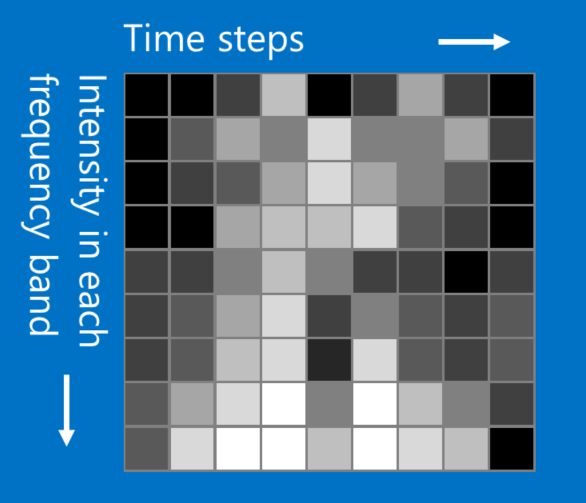 Time steps
Intensity in each
frequency band